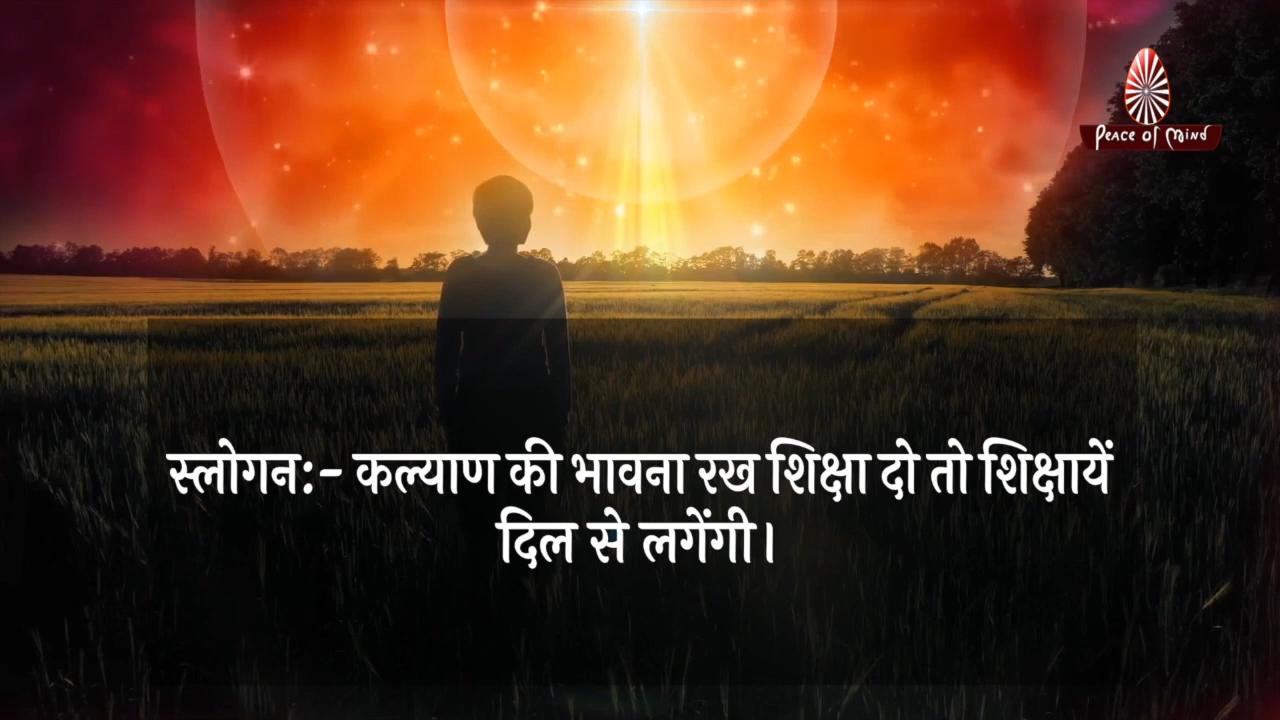 Peace of Mind
स्लोगन:- कल्याण की भावना रख शिक्षा दो तो शिक्षायें
दिल से लगेंगी।